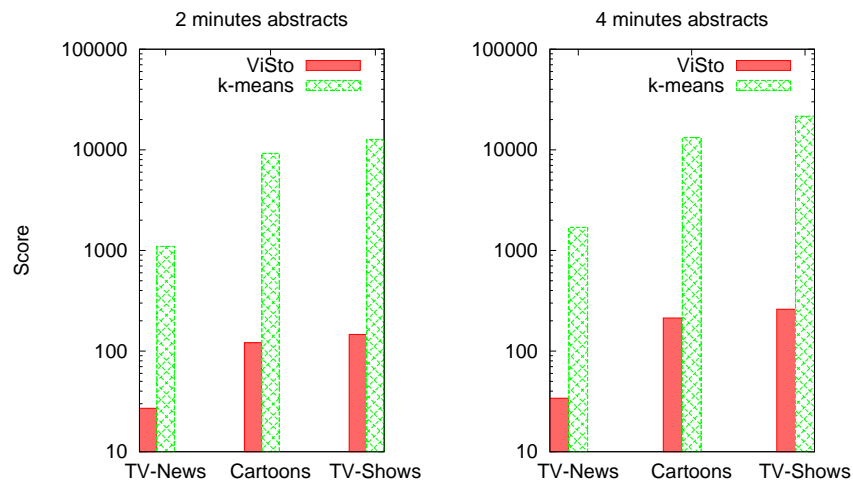 2 minutes abstracts
100000
10000
1000
100
10
Score
ViSto
k-means
TV-News Cartoons TV-Shows
4 minutes abstracts
100000
10000
1000
100
10
ViSto
k-means
TV-News Cartoons TV-Shows